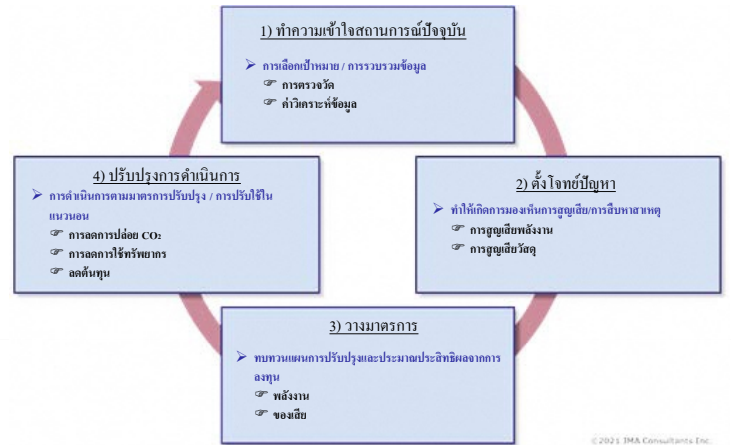 1) ทำความเข้าใจสถานการณ์ปัจจุบัน
➢ การเลือกเป้าหมาย / การรวบรวมข้อมูล
☞ การตรวจวัด
☞ ค่าวิเคราะห์ข้อมูล
2) ตั้งโจทย์ปัญหา
➢ ทำให้เกิดการมองเห็นการสูญเสีย/การสืบหาสาเหตุ
☞ การสูญเสียพลังงาน
☞ การสูญเสียวัสดุ
3) วางมาตรการ
➢ ทบทวนแผนการปรับปรุงและประมาณประสิทธิผลจากการ
ลงทุน
☞ พลังงาน
☞ ของเสีย
4) ปรับปรุงการดำเนินการ
➢ การดำเนินการตามมาตรการปรับปรุง / การปรับใช้ใน
แนวนอน
☞ การลดการปล่อย CO₂
☞ การลดการใช้ทรัพยากร
☞ ลดต้นทุน
©2021 JMA Consultants Inc.